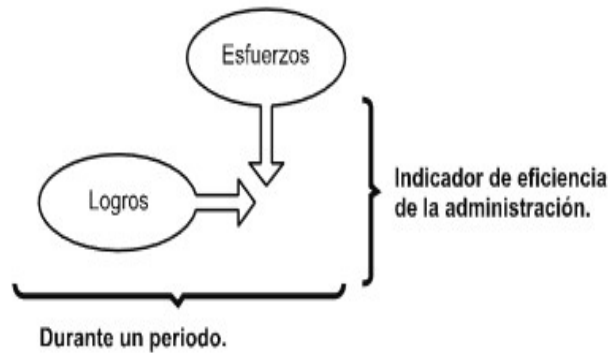 Esfuerzos
Logros
Indicador de eficiencia
de la administración.
Durante un periodo.